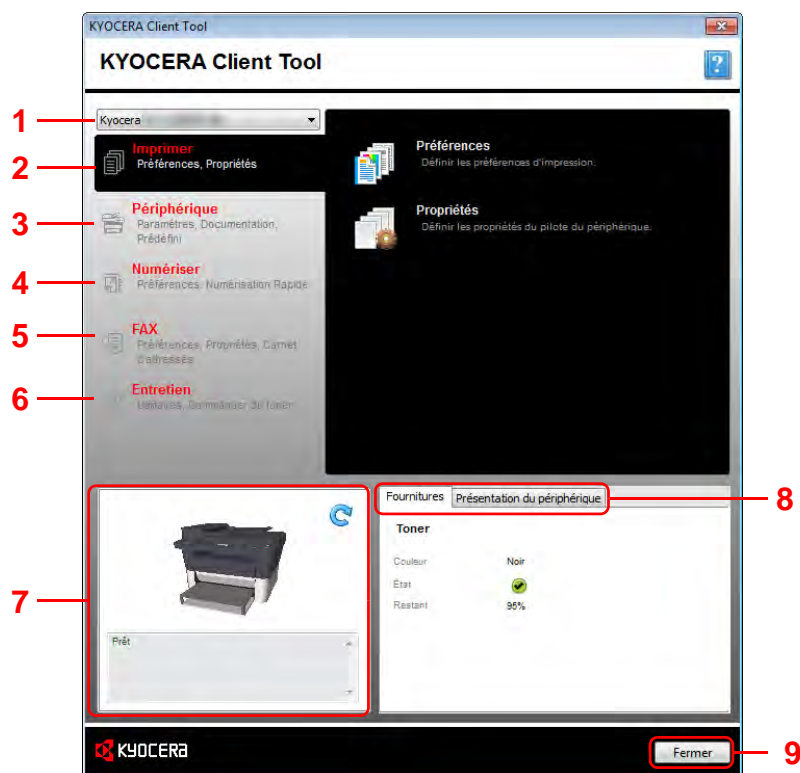 KYOCERA Client Tool
KYOCERA Client Tool
?
1
Kyocera
2
Imprimer
Préférences, Propriétés
3
Périphérique
Paramètres, Documentation,
Prédéfini
4
Numériser
Préférences, Numérisation Rapide
5
FAX
Préférences, Propriétés, Carnet
d'adresses
6
Entretien
Commander du toner
Préférences
Définir les préférences d'impression.
Propriétés
Définir les propriétés du pilote du périphérique.
7
Prêt
8
Fournitures
Présentation du périphérique
Toner
Couleur Noir
État
Restant 95%
KYOCERA
Fermer
9